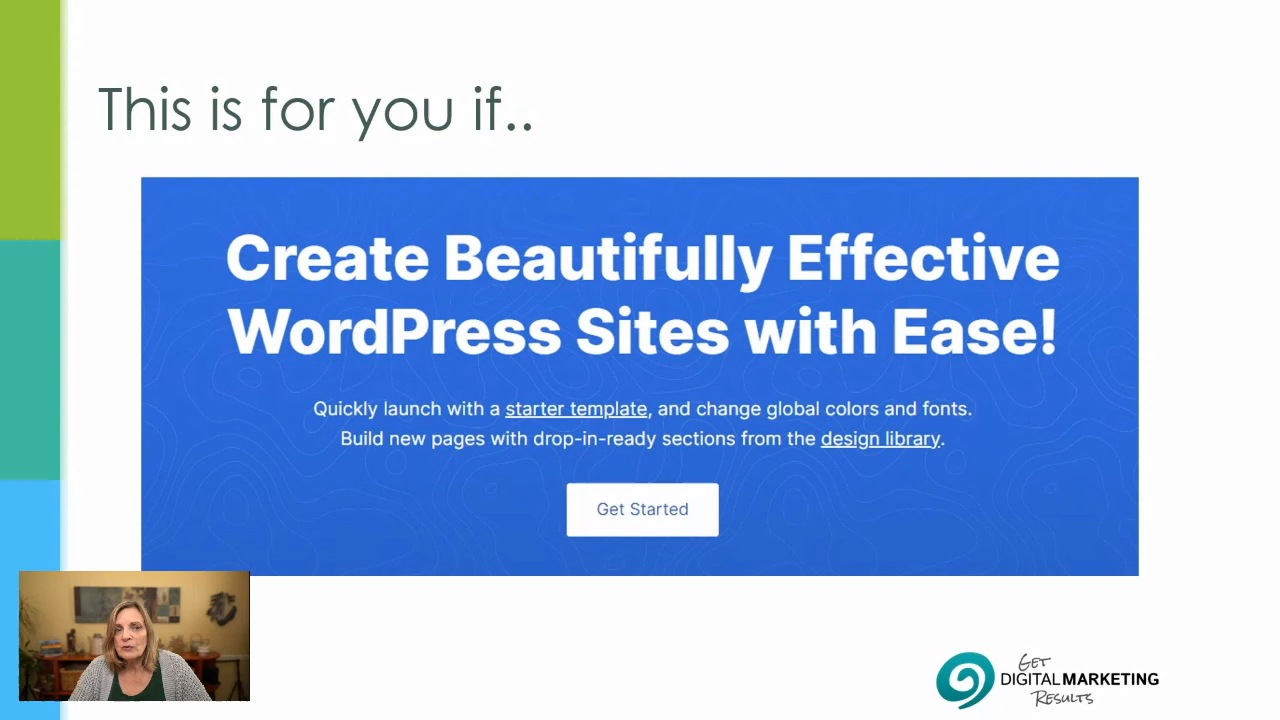 This is for you if..
Create Beautifully Effective
WordPress Sites with Ease!
Quickly launch with a starter template, and change global colors and fonts.
Build new pages with drop-in-ready sections from the design library.
Get Started
GET
DIGITALMARKETING
RESULTS